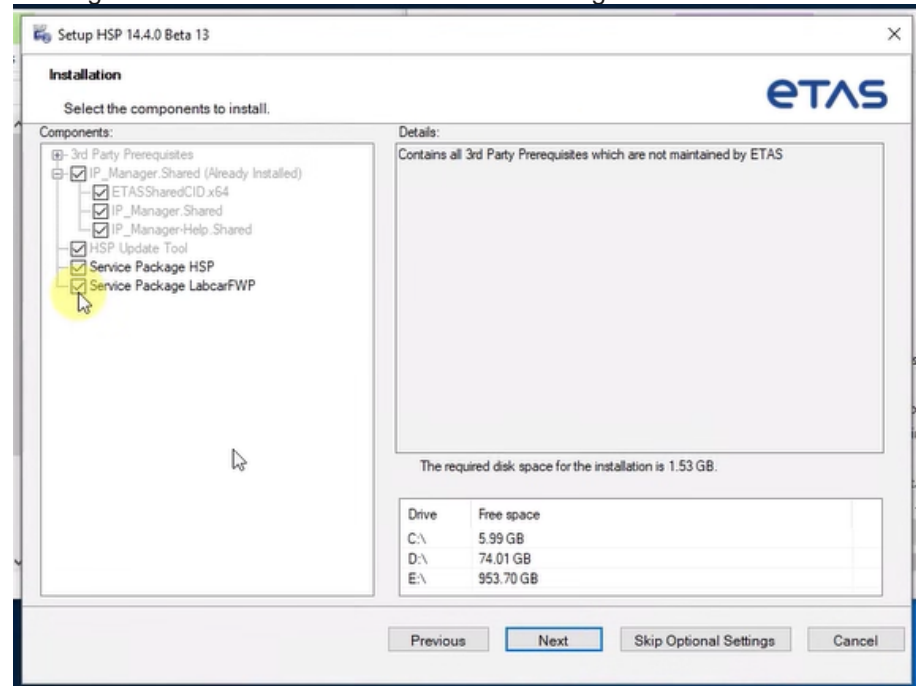 Setup HSP 14.4.0 Beta 13
Installation
Select the components to install.
ETAS
Components:
3rd Party Prerequisites
IP_Manager.Shared (Already Installed)
ETASSharedCID.x64
IP_Manager.Shared
IP_Manager-Help.Shared
HSP Update Tool
Service Package HSP
Service Package LabcarFWP
Details:
Contains all 3rd Party Prerequisites which are not maintained by ETAS
The required disk space for the installation is 1.53 GB.
Drive Free space
C:\ 5.99 GB
D:\ 74.01 GB
E:\ 953.70 GB
Previous Next Skip Optional Settings Cancel